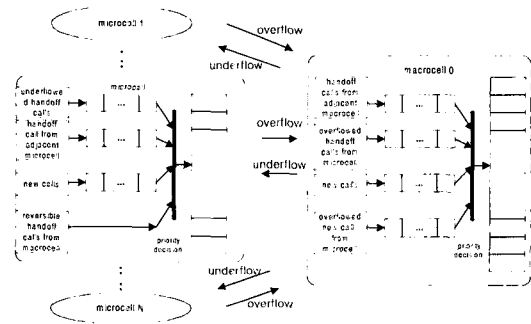 microcell 1
overflow
underflow
microcell
underflowe
d handoff
calls
handoff
call from
adjacent
microcell
new calls
reversible
handoff
calls from
macrocell
priority
decision
overflow
underflow
macrocell 0
handoff
calls from
adjacent
macrocell
overflowed
handoff
calls from
microcell
new calls
overflowed
new call
from
microcell
priority
decision
underflow
overflow
microcell N